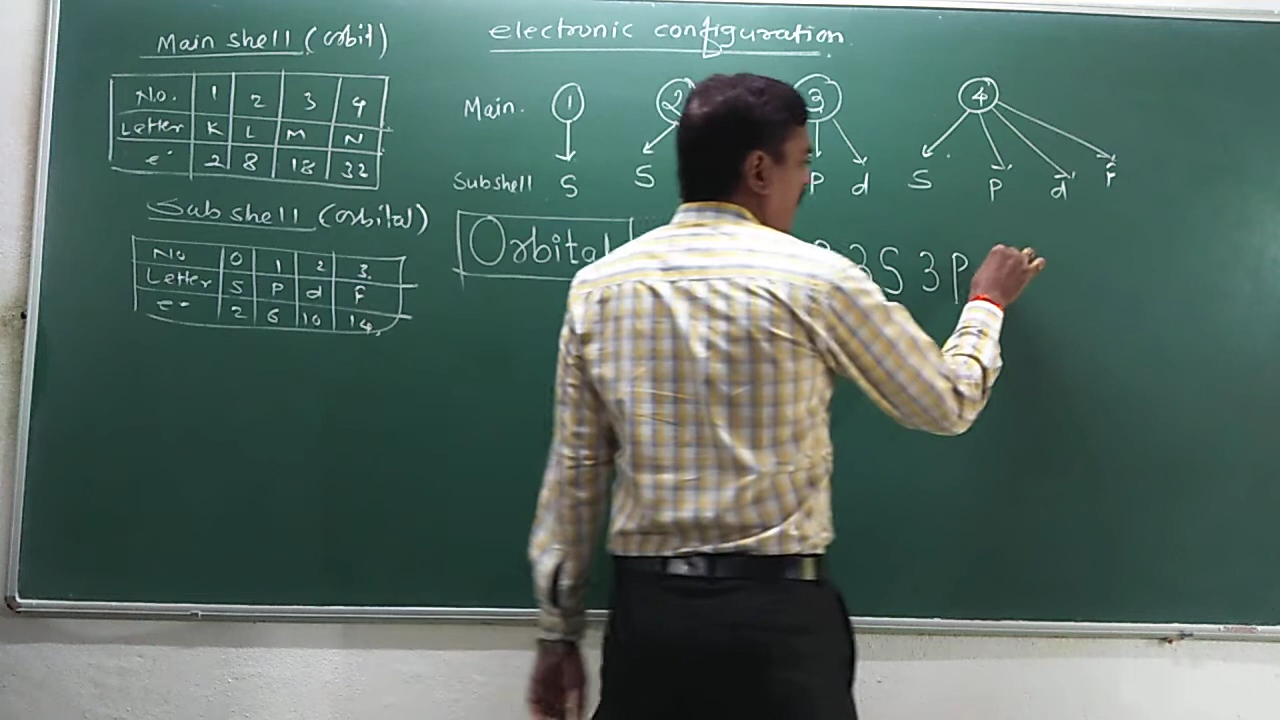 Main shell (orbit)
No. 1 2 3 4
Letter K L M N
e⁻ 2 8 18 32
Sub shell (orbital)
No 0 1 2 3
Letter S P d f
e⁻ 2 6 10 14
electronic configuration
Main. 1 2 3 4
Subshell S S P d S P d f
Orbital 3S 3P